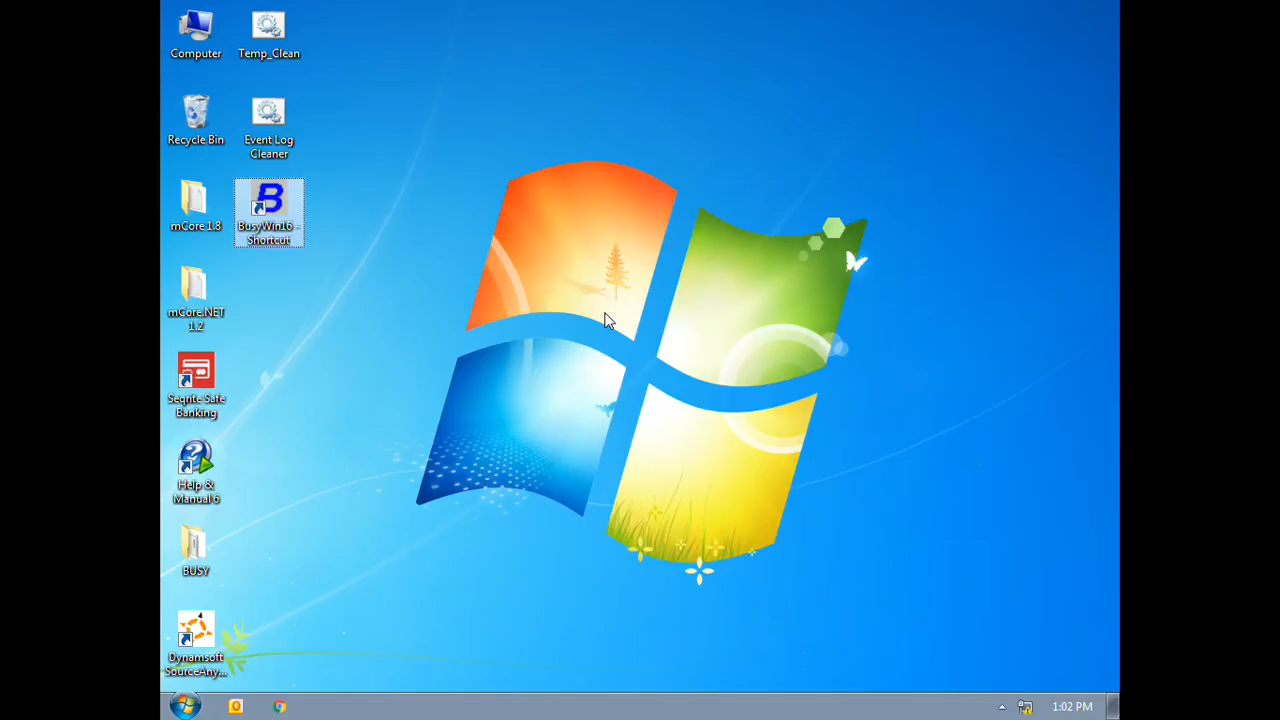 Computer
Temp_Clean
Recycle Bin
Event Log
Cleaner
mCore 1.8
BusyWin16 -
Shortcut
mCore.NET
1.2
Seqrite Safe
Banking
Help &
Manual 6
BUSY
Dynamsoft
SourceAny...
1:02 PM